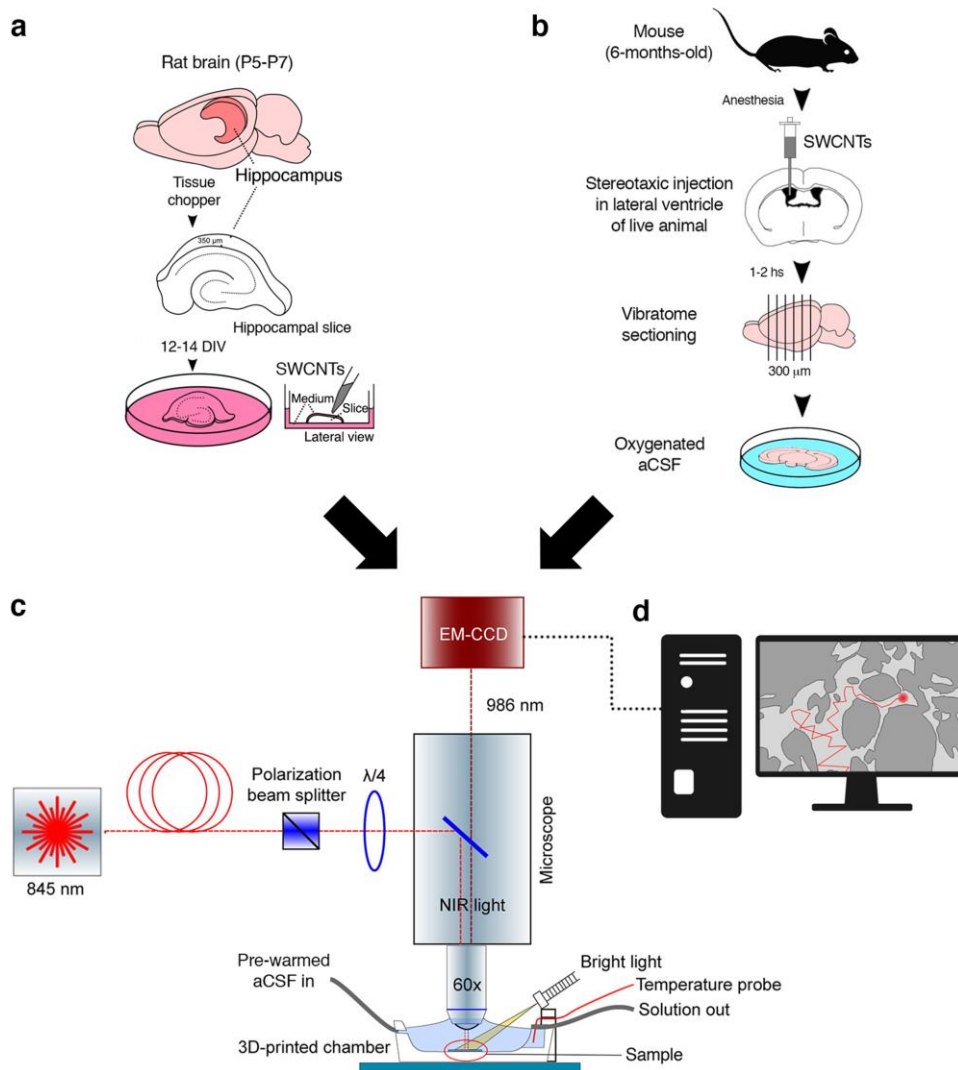 a
Rat brain (P5-P7)
Hippocampus
Tissue
chopper
350 µm
Hippocampal slice
12-14 DIV
SWCNTs
Medium
Slice
Lateral view
b
Mouse
(6-months-old)
Anesthesia
SWCNTs
Stereotaxic injection
in lateral ventricle
of live animal
1-2 hs
Vibratome
sectioning
300 µm
Oxygenated
aCSF
c
EM-CCD
986 nm
Polarization
beam splitter
λ/4
845 nm
Microscope
NIR light
60x
Pre-warmed
aCSF in
3D-printed chamber
Bright light
Temperature probe
Solution out
Sample
d